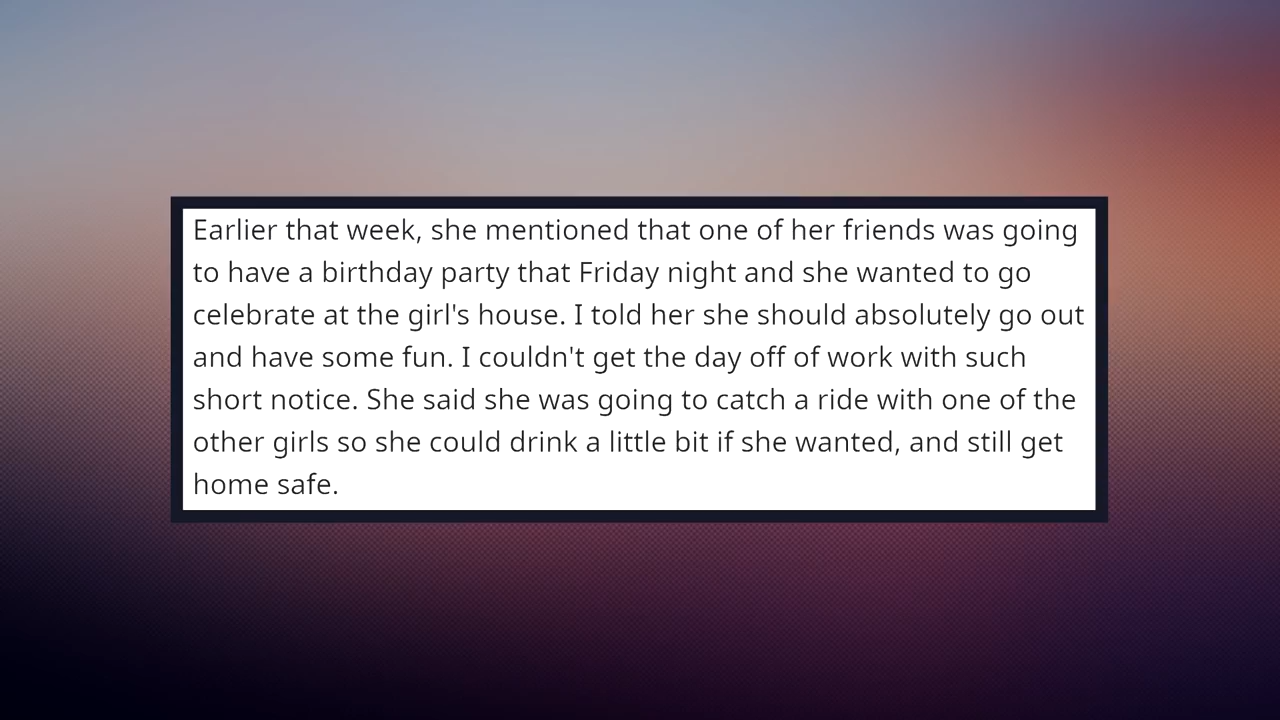 Earlier that week, she mentioned that one of her friends was going
to have a birthday party that Friday night and she wanted to go
celebrate at the girl's house. I told her she should absolutely go out
and have some fun. I couldn't get the day off of work with such
short notice. She said she was going to catch a ride with one of the
other girls so she could drink a little bit if she wanted, and still get
home safe.